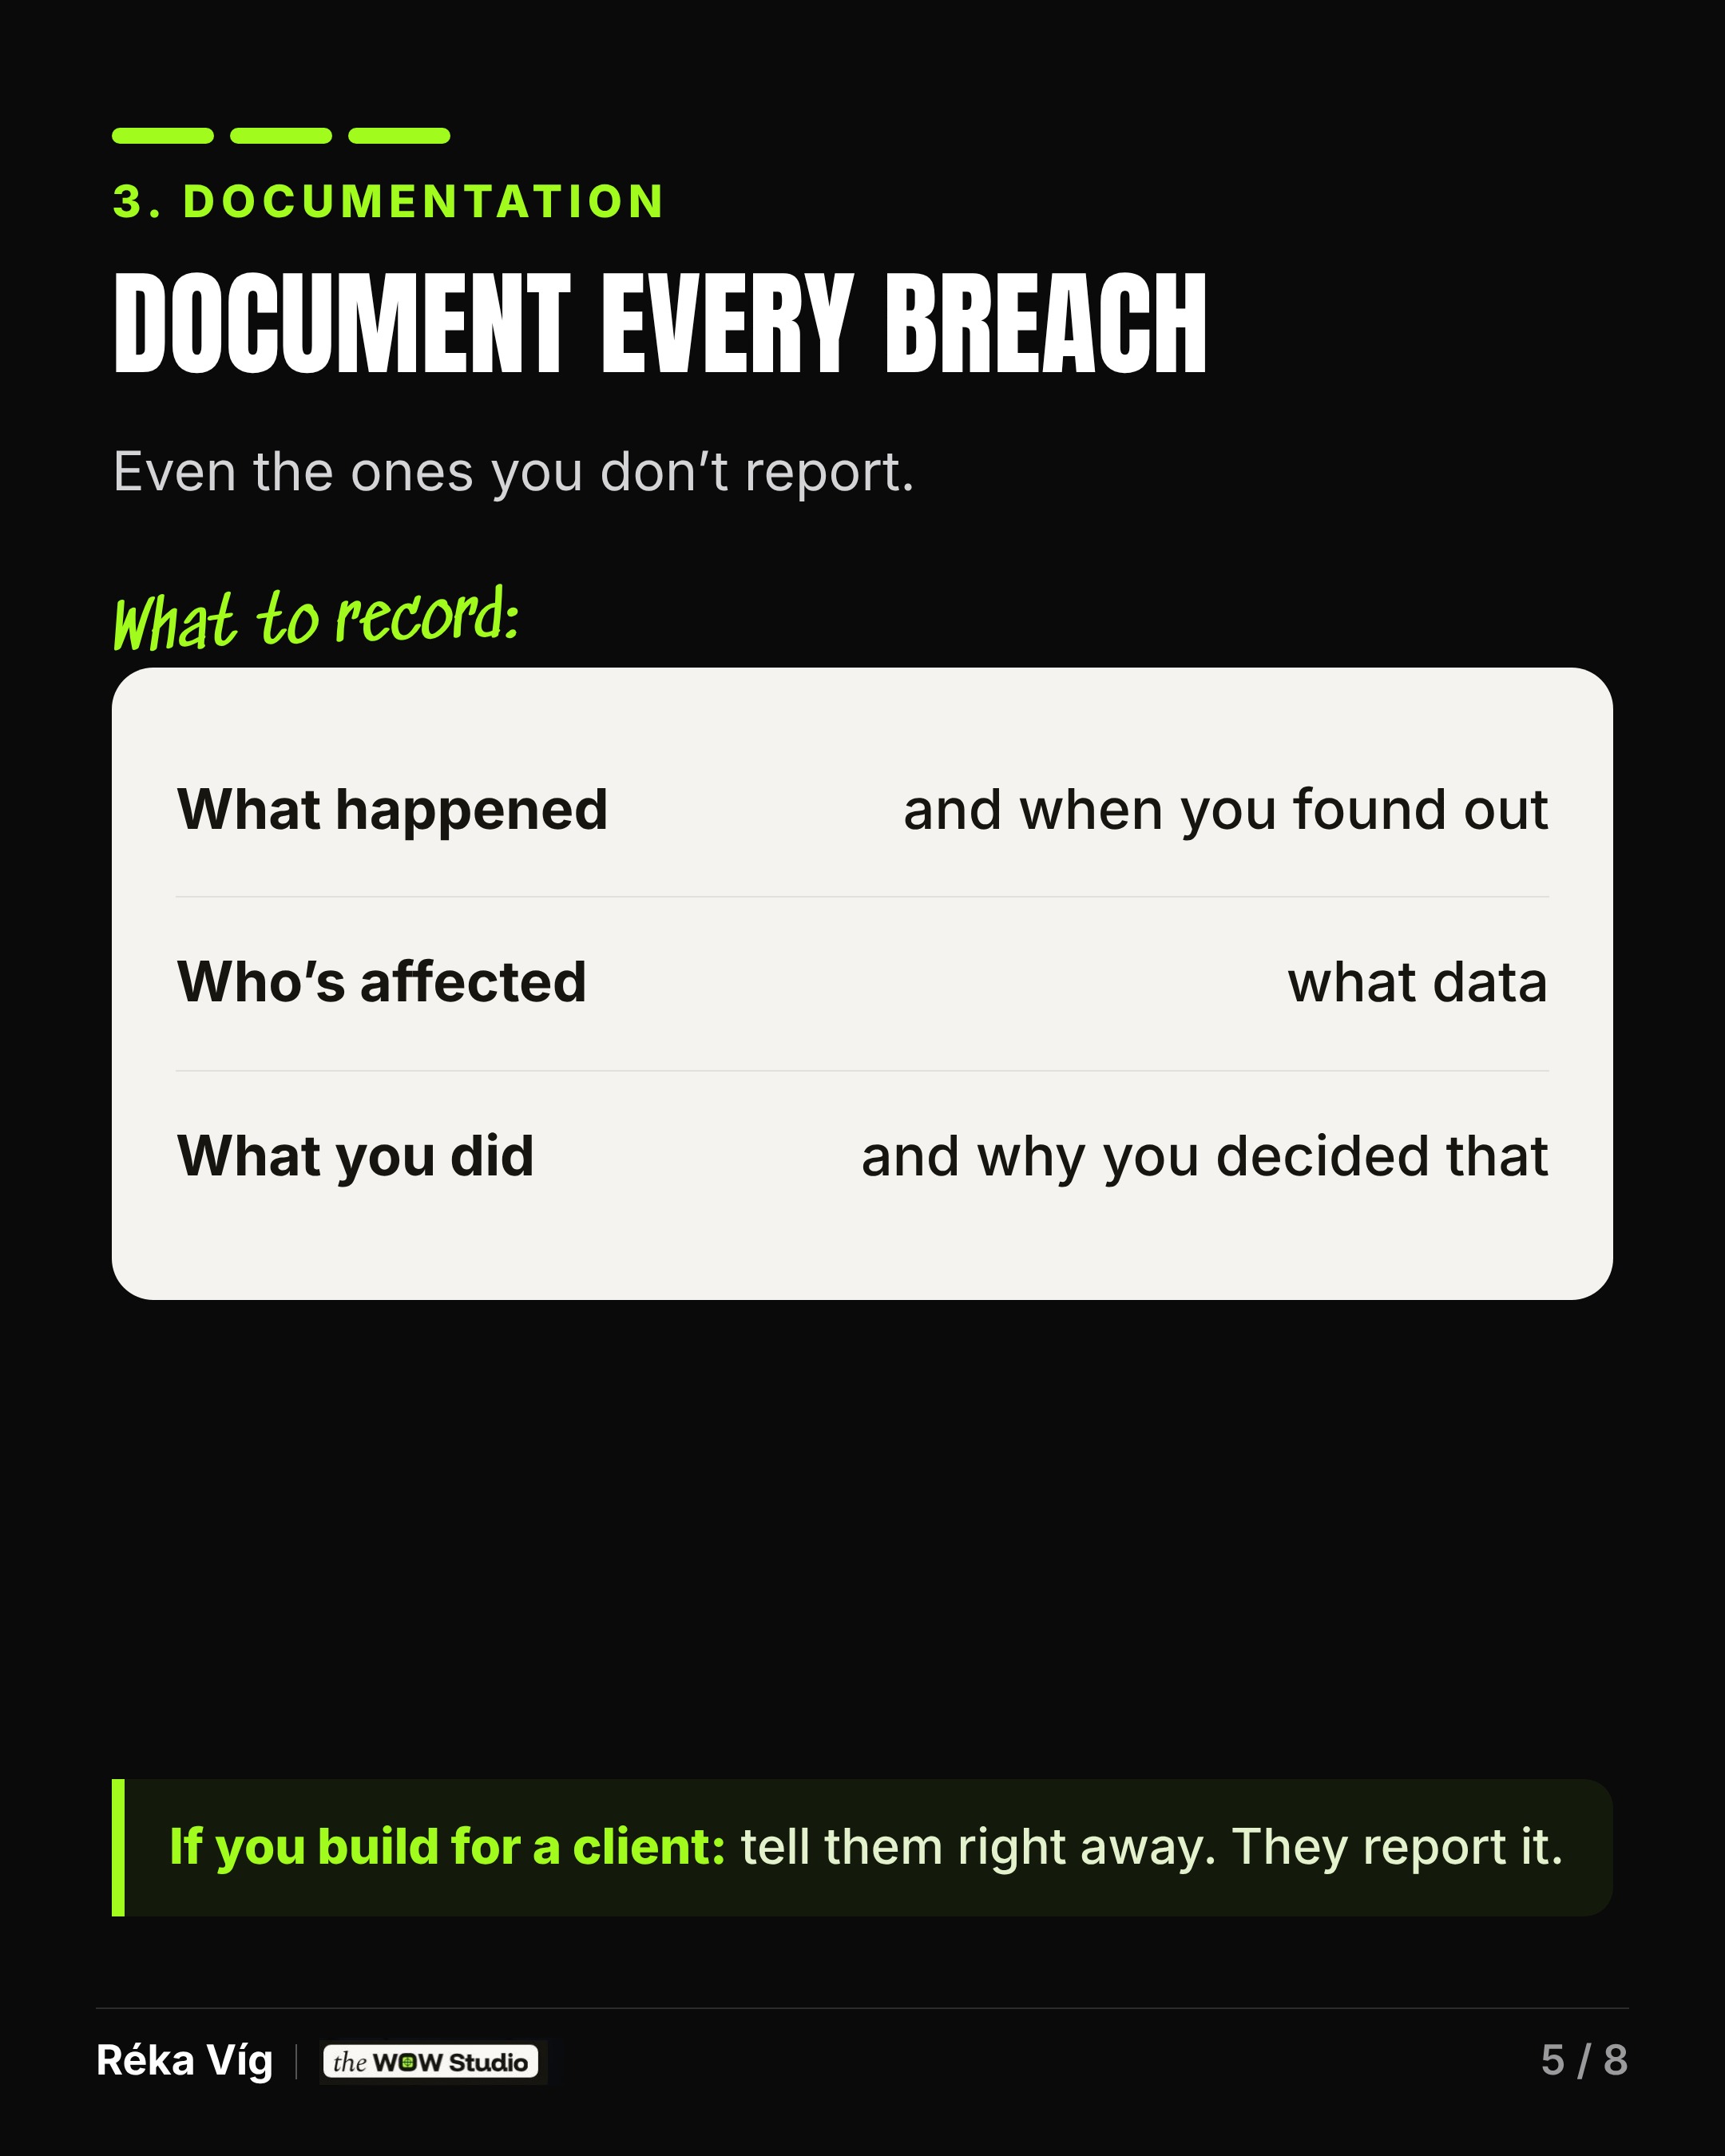 3. DOCUMENTATION
DOCUMENT EVERY BREACH
Even the ones you don’t report.
What to record:
What happened and when you found out
Who’s affected what data
What you did and why you decided that
If you build for a client: tell them right away. They report it.
Réka Víg the WOW Studio 5 / 8